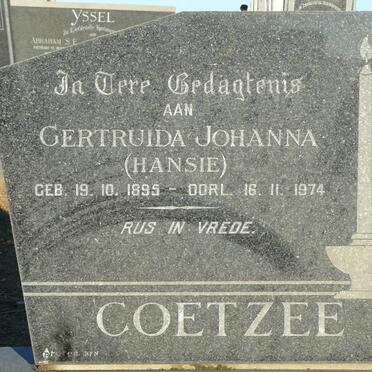 YSSEL
In Tere Gedagtenis
AAN
GERTRUIDA JOHANNA
(HANSIE)
GEB. 19. 10. 1895 - OORL. 16. 11. 1974
RUS IN VREDE.
COETZEE